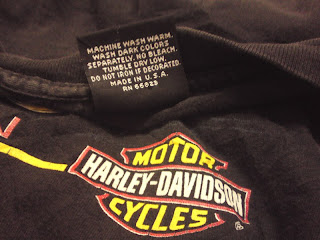 MACHINE WASH WARM.
WASH DARK COLORS
SEPARATELY. NO BLEACH.
TUMBLE DRY LOW.
DO NOT IRON IF DECORATED.
MADE IN U.S.A.
RN 66029
MOTOR
HARLEY-DAVIDSON
CYCLES
®